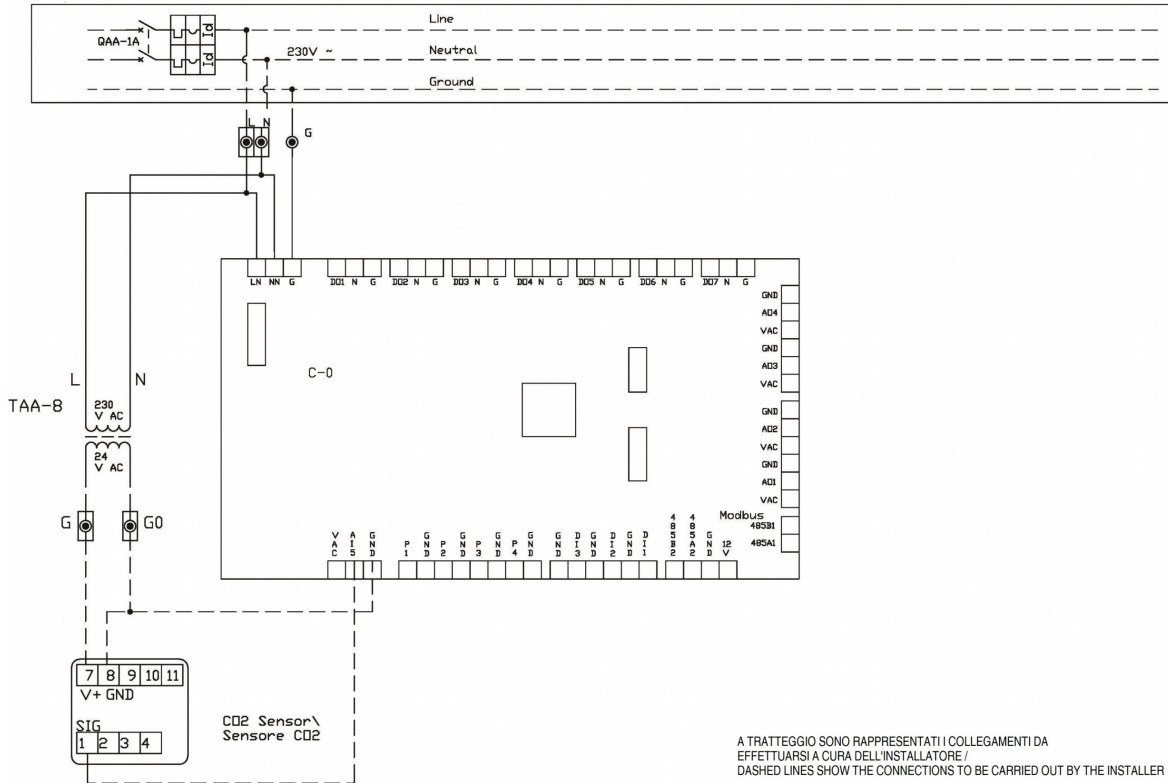 Line
QAA-1A
230V ~
Neutral
Ground
L N
G
LN NN G
DO1 N G
DO2 N G
DO3 N G
DO4 N G
DO5 N G
DO6 N G
DO7 N G
GND
AO4
VAC
GND
AO3
VAC
C-0
L
N
TAA-8
230
V AC
24
V AC
GND
AO2
VAC
GND
AO1
VAC
Modbus
485B1
485A1
G
G0
VAC
AI5
GND
P1
GND
P2
GND
P3
GND
P4
GND
GND
DI3
GND
DI2
GND
DI1
485B2
485A2
GND
12V
7 8 9 10 11
V+ GND
SIG
1 2 3 4
CO2 Sensor\
Sensore CO2
A TRATTEGGIO SONO RAPPRESENTATI I COLLEGAMENTI DA
EFFETTUARSI A CURA DELL'INSTALLATORE /
DASHED LINES SHOW THE CONNECTIONS TO BE CARRIED OUT BY THE INSTALLER